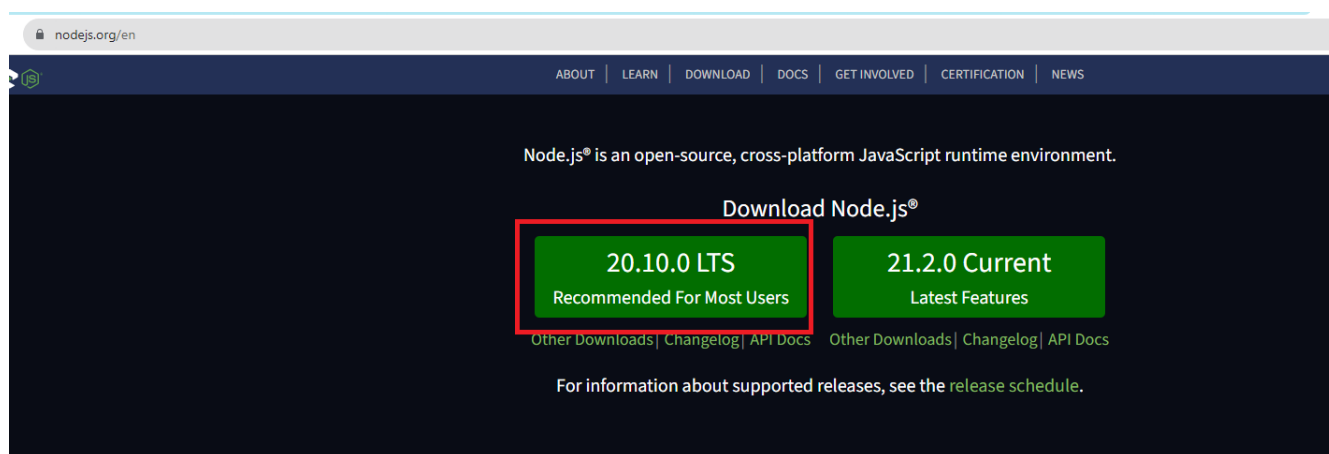 nodejs.org/en
JS
ABOUT | LEARN | DOWNLOAD | DOCS | GET INVOLVED | CERTIFICATION | NEWS
Node.js® is an open-source, cross-platform JavaScript runtime environment.
Download Node.js®
20.10.0 LTS
Recommended For Most Users
21.2.0 Current
Latest Features
Other Downloads| Changelog| API Docs
Other Downloads| Changelog| API Docs
For information about supported releases, see the release schedule.